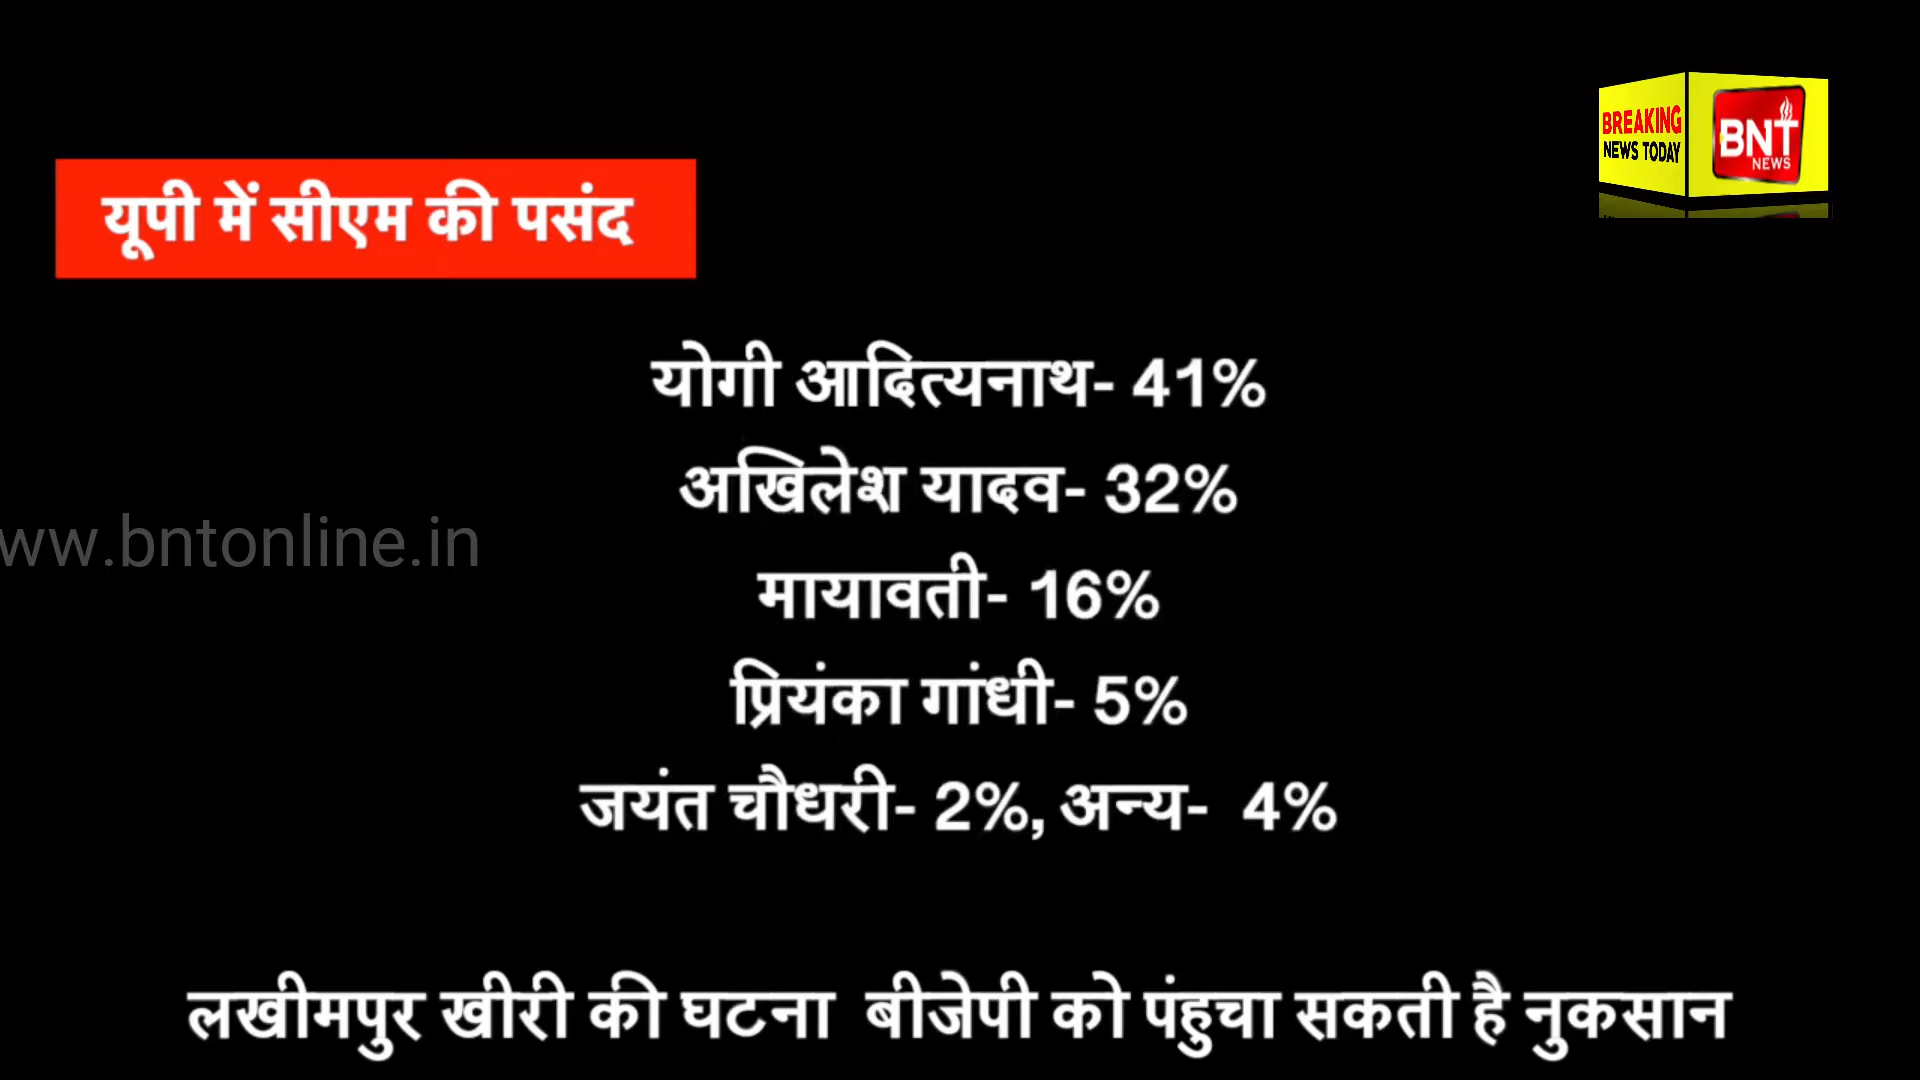 BREAKING
NEWS TODAY
BNT
NEWS
यूपी में सीएम की पसंद
योगी आदित्यनाथ- 41%
अखिलेश यादव- 32%
ww.bntonline.in
मायावती- 16%
प्रियंका गांधी- 5%
जयंत चौधरी- 2%, अन्य- 4%
लखीमपुर खीरी की घटना बीजेपी को पंहुचा सकती है नुकसान